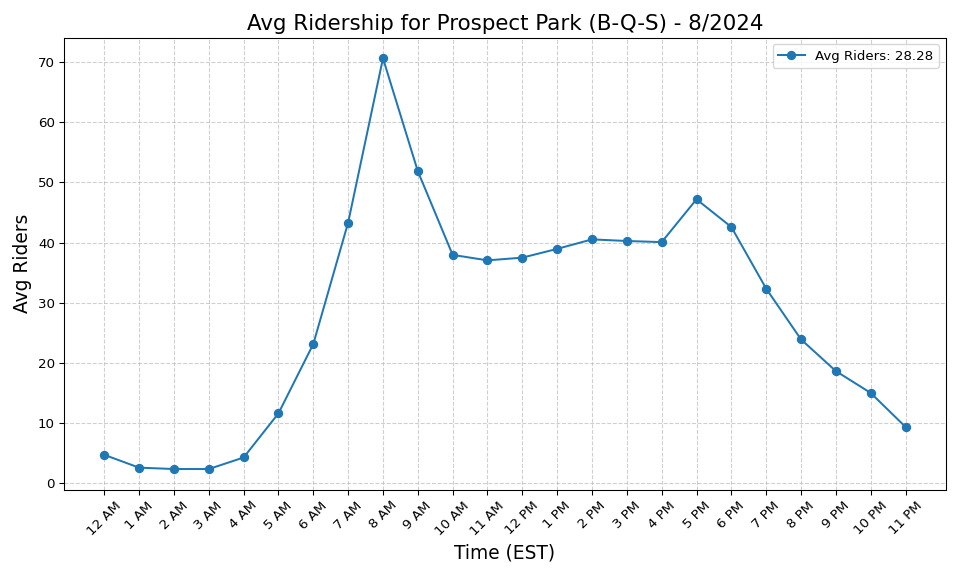 Avg Ridership for Prospect Park (B-Q-S) - 8/2024
Avg Riders: 28.28
Avg Riders
70
60
50
40
30
20
10
0
12 AM 1 AM 2 AM 3 AM 4 AM 5 AM 6 AM 7 AM 8 AM 9 AM 10 AM 11 AM 12 PM 1 PM 2 PM 3 PM 4 PM 5 PM 6 PM 7 PM 8 PM 9 PM 10 PM 11 PM
Time (EST)